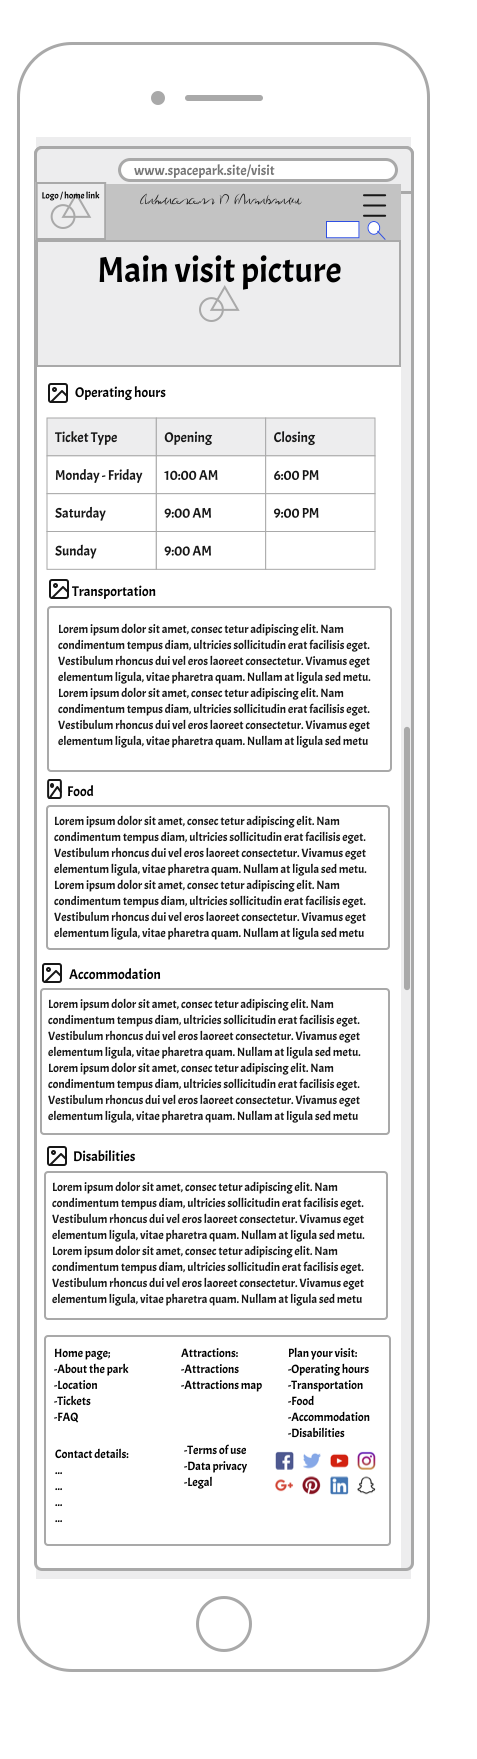 www.spacepark.site/visit
Logo / home link
Main visit picture
Operating hours
Ticket Type Opening Closing
Monday - Friday 10:00 AM 6:00 PM
Saturday 9:00 AM 9:00 PM
Sunday 9:00 AM
Transportation
Lorem ipsum dolor sit amet, consec tetur adipiscing elit. Nam
condimentum tempus diam, ultricies sollicitudin erat facilisis eget.
Vestibulum rhoncus dui vel eros laoreet consectetur. Vivamus eget
elementum ligula, vitae pharetra quam. Nullam at ligula sed metus.
Lorem ipsum dolor sit amet, consec tetur adipiscing elit. Nam
condimentum tempus diam, ultricies sollicitudin erat facilisis eget.
Vestibulum rhoncus dui vel eros laoreet consectetur. Vivamus eget
elementum ligula, vitae pharetra quam. Nullam at ligula sed metu
Food
Lorem ipsum dolor sit amet, consec tetur adipiscing elit. Nam
condimentum tempus diam, ultricies sollicitudin erat facilisis eget.
Vestibulum rhoncus dui vel eros laoreet consectetur. Vivamus eget
elementum ligula, vitae pharetra quam. Nullam at ligula sed metus.
Lorem ipsum dolor sit amet, consec tetur adipiscing elit. Nam
condimentum tempus diam, ultricies sollicitudin erat facilisis eget.
Vestibulum rhoncus dui vel eros laoreet consectetur. Vivamus eget
elementum ligula, vitae pharetra quam. Nullam at ligula sed metu
Accommodation
Lorem ipsum dolor sit amet, consec tetur adipiscing elit. Nam
condimentum tempus diam, ultricies sollicitudin erat facilisis eget.
Vestibulum rhoncus dui vel eros laoreet consectetur. Vivamus eget
elementum ligula, vitae pharetra quam. Nullam at ligula sed metu.
Lorem ipsum dolor sit amet, consec tetur adipiscing elit. Nam
condimentum tempus diam, ultricies sollicitudin erat facilisis eget.
Vestibulum rhoncus dui vel eros laoreet consectetur. Vivamus eget
elementum ligula, vitae pharetra quam. Nullam at ligula sed metu
Disabilities
Lorem ipsum dolor sit amet, consec tetur adipiscing elit. Nam
condimentum tempus diam, ultricies sollicitudin erat facilisis eget.
Vestibulum rhoncus dui vel eros laoreet consectetur. Vivamus eget
elementum ligula, vitae pharetra quam. Nullam at ligula sed metu.
Lorem ipsum dolor sit amet, consec tetur adipiscing elit. Nam
condimentum tempus diam, ultricies sollicitudin erat facilisis eget.
Vestibulum rhoncus dui vel eros laoreet consectetur. Vivamus eget
elementum ligula, vitae pharetra quam. Nullam at ligula sed metu
Home page;
-About the park
-Location
-Tickets
-FAQ
Attractions:
-Attractions
-Attractions map
Plan your visit:
-Operating hours
-Transportation
-Food
-Accommodation
-Disabilities
Contact details:
...
...
...
...
-Terms of use
-Data privacy
-Legal